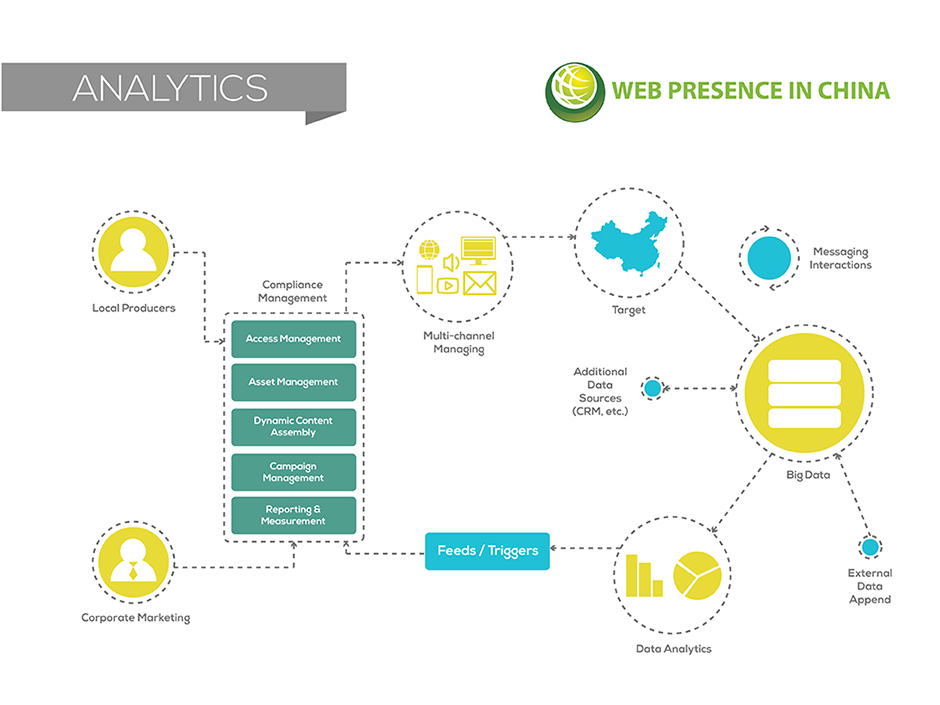 ANALYTICS
WEB PRESENCE IN CHINA
Local Producers
Compliance
Management
Access Management
Asset Management
Dynamic Content
Assembly
Campaign
Management
Reporting &
Measurement
Corporate Marketing
Multi-channel
Managing
Target
Messaging
Interactions
Additional
Data
Sources
(CRM, etc.)
Big Data
External
Data
Append
Data Analytics
Feeds / Triggers